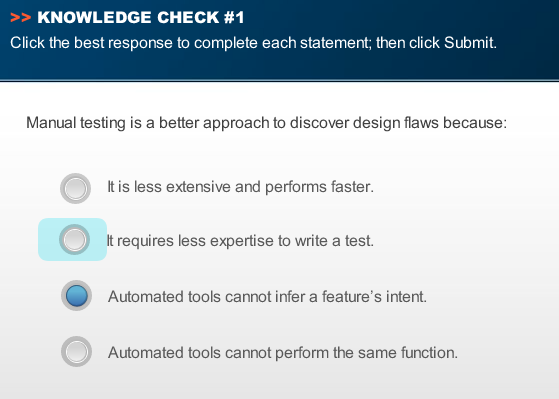 >> KNOWLEDGE CHECK #1
Click the best response to complete each statement; then click Submit.
Manual testing is a better approach to discover design flaws because:
It is less extensive and performs faster.
It requires less expertise to write a test.
Automated tools cannot infer a feature’s intent.
Automated tools cannot perform the same function.